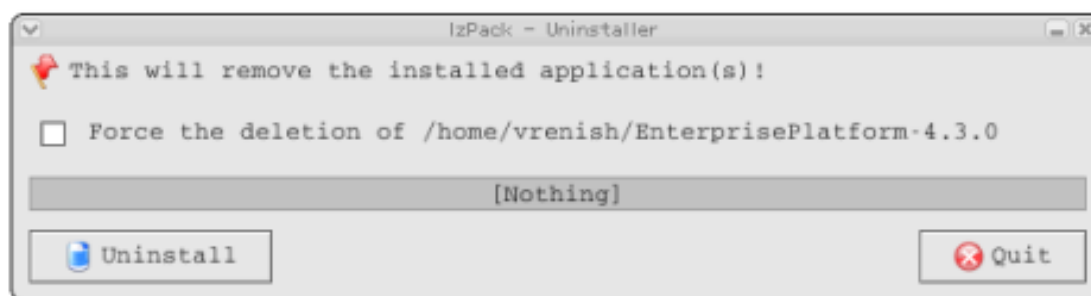 IzPack - Uninstaller
This will remove the installed application(s)!
Force the deletion of /home/vrenish/EnterprisePlatform-4.3.0
[Nothing]
Uninstall
Quit